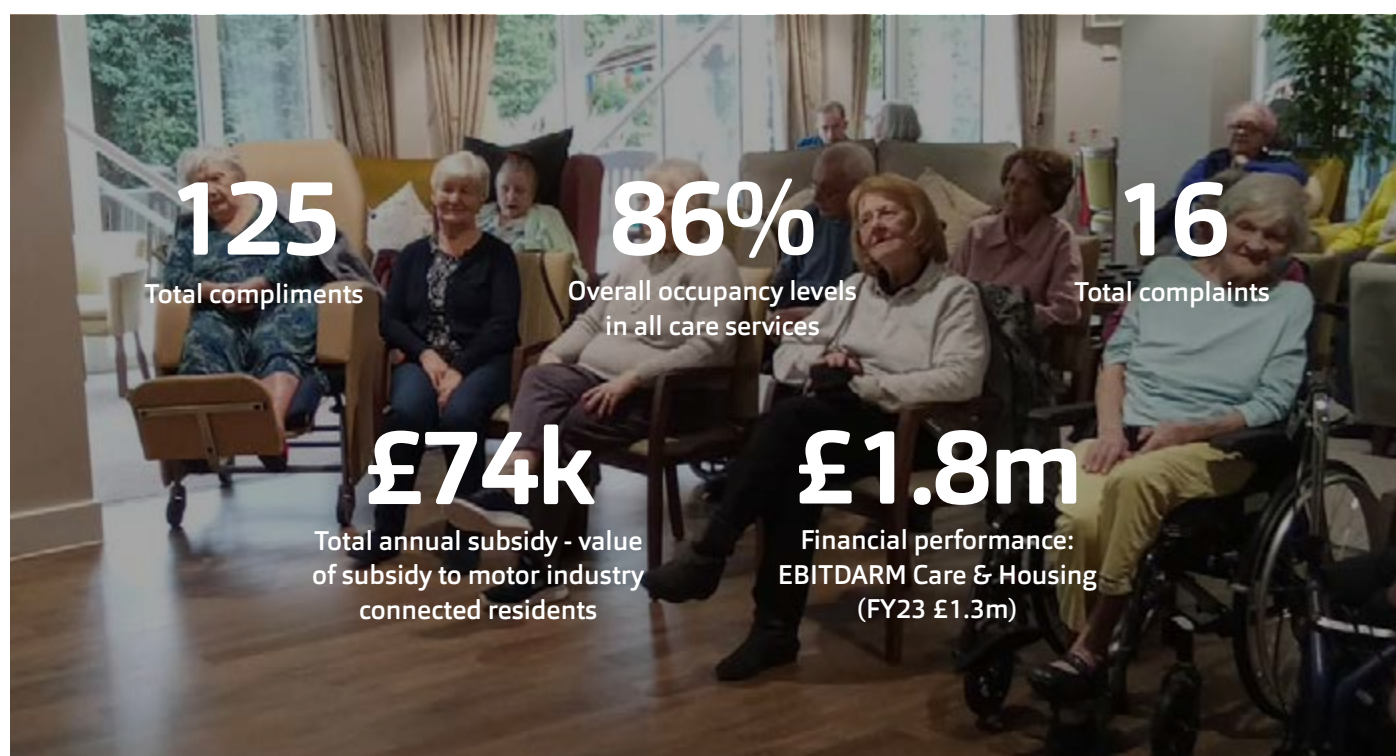 125
Total compliments
86%
Overall occupancy levels
in all care services
16
Total complaints
£74k
Total annual subsidy - value
of subsidy to motor industry
connected residents
£1.8m
Financial performance:
EBITDARM Care & Housing
(FY23 £1.3m)